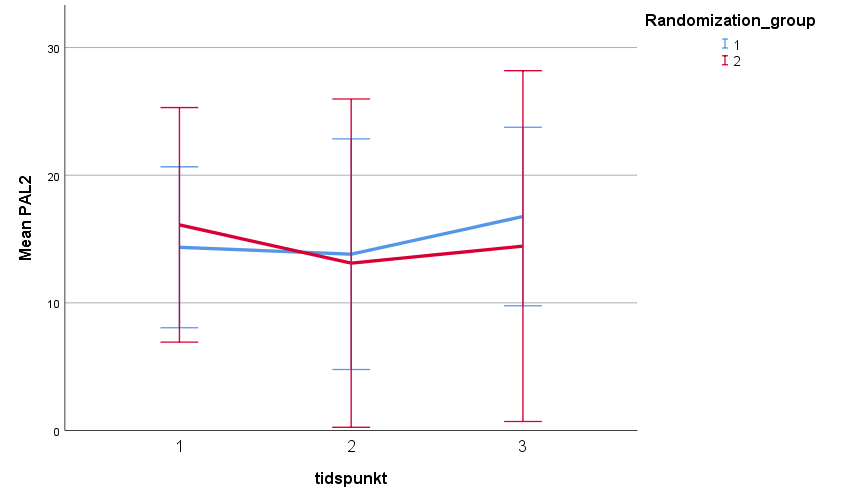 Randomization_group
1
2
Mean PAL2
30
20
10
0
1 2 3
tidspunkt